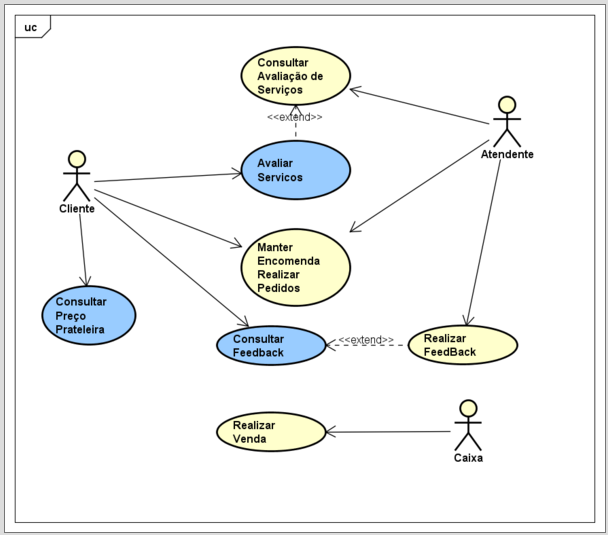 uc
Consultar
Avaliação de
Serviços
<<extend>>
Atendente
Avaliar
Servicos
Cliente
Manter
Encomenda
Realizar
Pedidos
Consultar
Preço
Prateleira
Consultar
Feedback
<<extend>>
Realizar
FeedBack
Realizar
Venda
Caixa